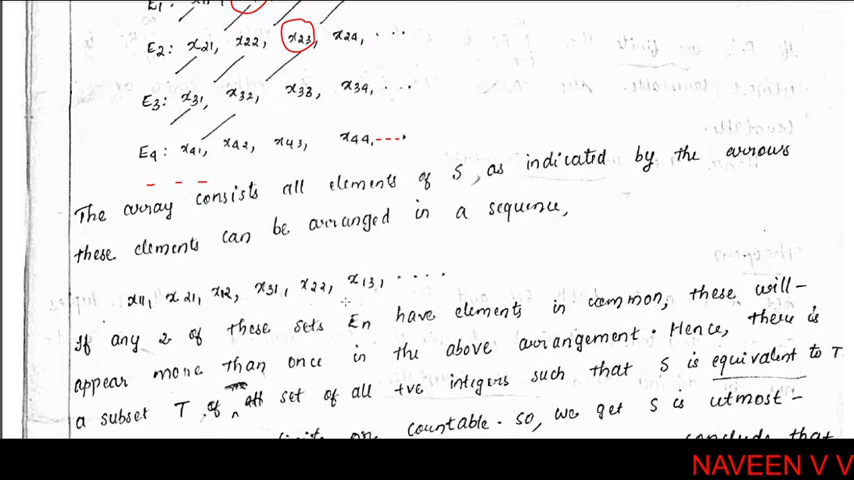 E1:
E2: x21, x22, x23, x24, ...
E3: x31, x32, x33, x34, ...
E4: x41, x42, x43, x44, ----
The array consists all elements of S, as indicated by the arrows
these elements can be arranged in a sequence,
x11, x21, x12, x31, x22, x13, ....
If any 2 of these sets En have elements in common, these will-
appear more than once in the above arrangement. Hence, there is
a subset T of set of all +ve integers such that S is equivalent to T
countable. so, we get S is utmost-
conclude that
NAVEEN V V